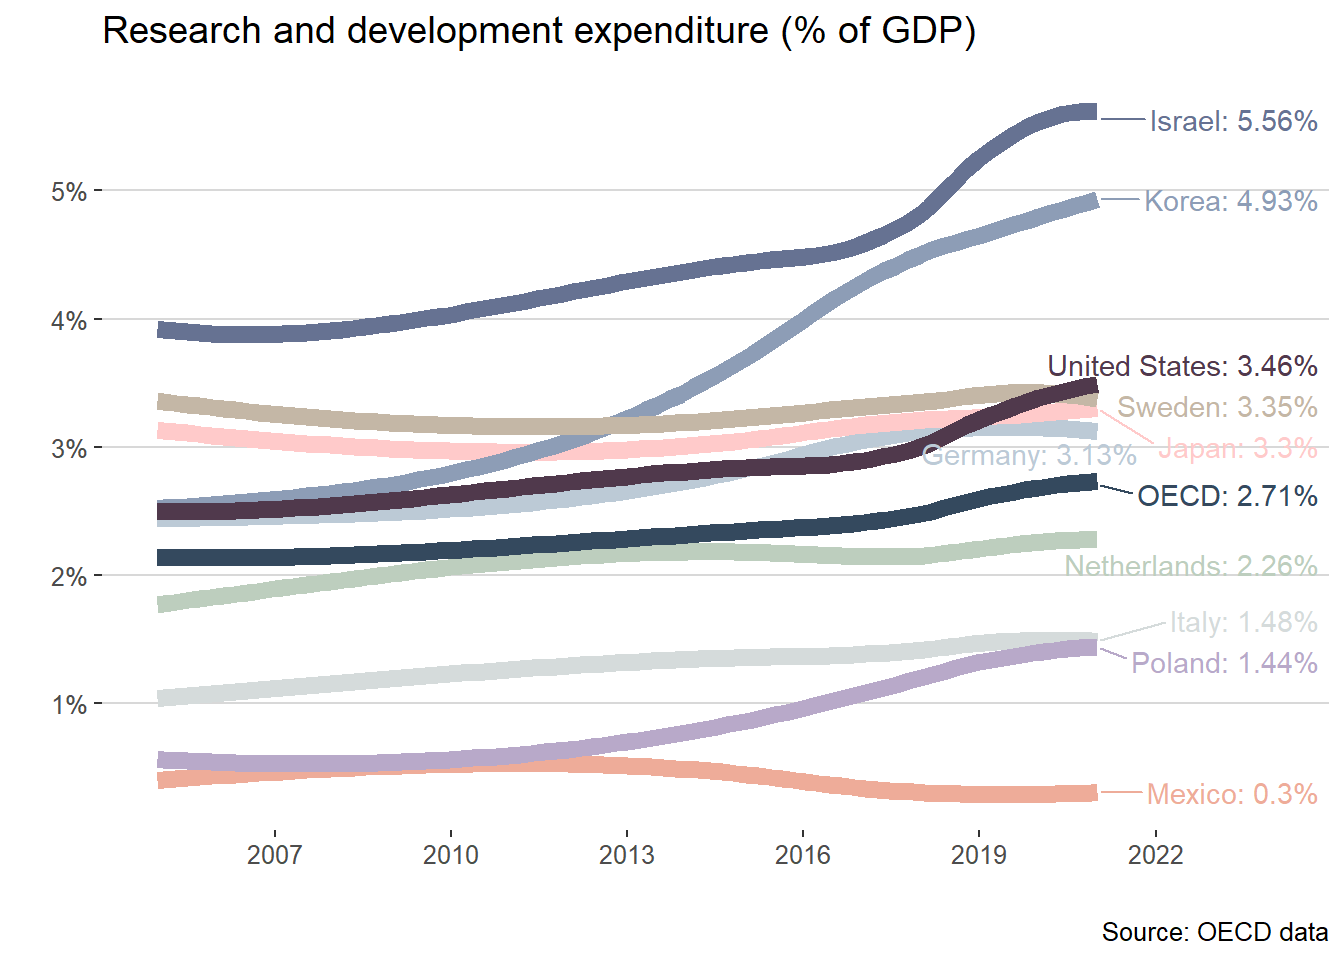 Research and development expenditure (% of GDP)
Israel: 5.56%
5%
Korea: 4.93%
4%
United States: 3.46%
Sweden: 3.35%
3%
Japan: 3.3%
Germany: 3.13%
OECD: 2.71%
2%
Netherlands: 2.26%
Italy: 1.48%
Poland: 1.44%
1%
Mexico: 0.3%
2007 2010 2013 2016 2019 2022
Source: OECD data